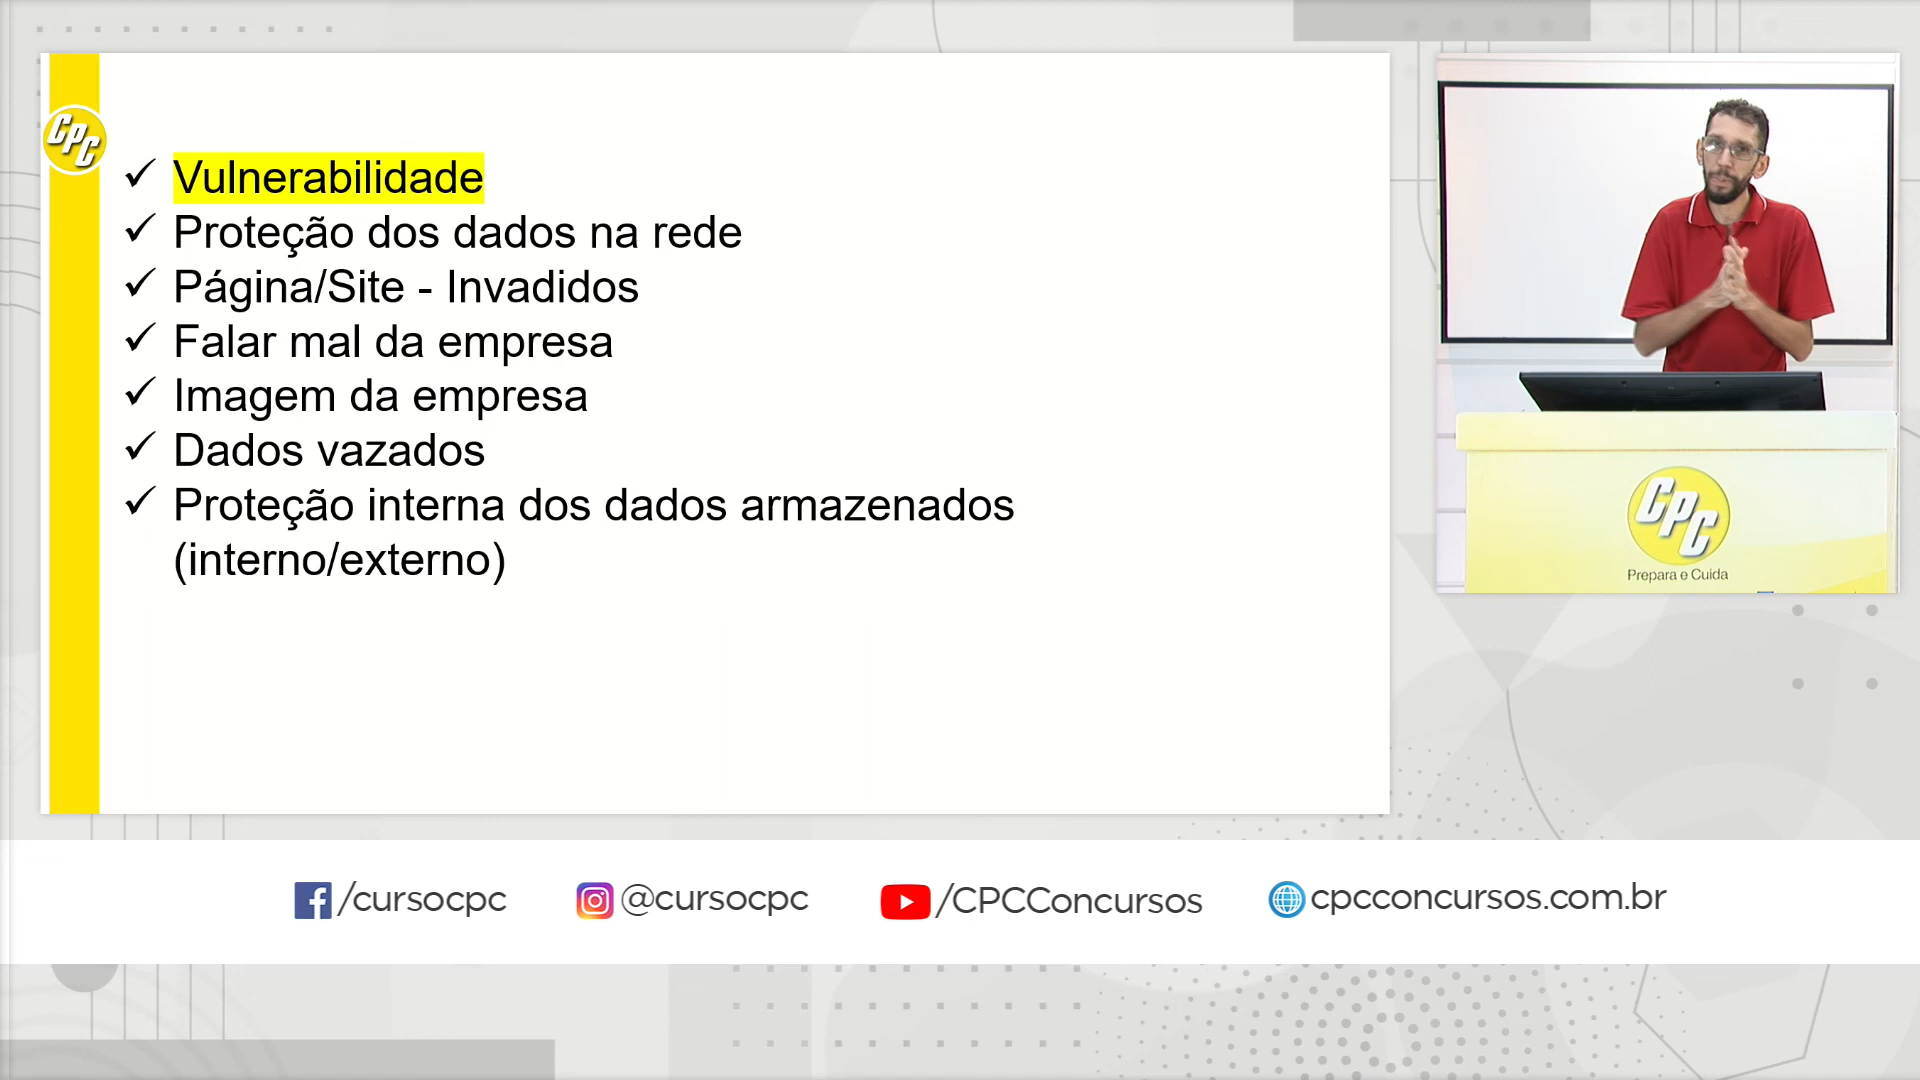 CPC
✓ Vulnerabilidade
✓ Proteção dos dados na rede
✓ Página/Site - Invadidos
✓ Falar mal da empresa
✓ Imagem da empresa
✓ Dados vazados
✓ Proteção interna dos dados armazenados
(interno/externo)
CPC
Prepara e Cuida
/cursocpc
@cursocpc
/CPCConcursos
cpcconcursos.com.br